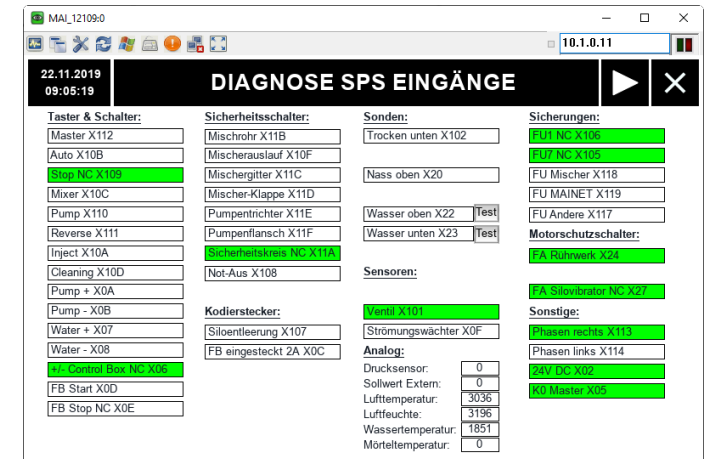 MAI_12109:0
10.1.0.11
22.11.2019
09:05:19
DIAGNOSE SPS EINGÄNGE
Taster & Schalter:
Master X112
Auto X10B
Stop NC X109
Mixer X10C
Pump X110
Reverse X111
Inject X10A
Cleaning X10D
Pump + X0A
Pump - X0B
Water + X07
Water - X08
+/- Control Box NC X06
FB Start X0D
FB Stop NC X0E
Sicherheitsschalter:
Mischrohr X11B
Mischerauslauf X10F
Mischergitter X11C
Mischer-Klappe X11D
Pumpentrichter X11E
Pumpenflansch X11F
Sicherheitskreis NC X11A
Not-Aus X108
Kodierstecker:
Siloentleerung X107
FB eingesteckt 2A X0C
Sonden:
Trocken unten X102
Nass oben X20
Wasser oben X22 Test
Wasser unten X23 Test
Sensoren:
Ventil X101
Strömungswächter X0F
Analog:
Drucksensor: 0
Sollwert Extern: 0
Lufttemperatur: 3036
Luftfeuchte: 3196
Wassertemperatur: 1851
Mörteltemperatur: 0
Sicherungen:
FU1 NC X106
FU7 NC X105
FU Mischer X118
FU MAINET X119
FU Andere X117
Motorschutzschalter:
FA Rührwerk X24
FA Silovibrator NC X27
Sonstige:
Phasen rechts X113
Phasen links X114
24V DC X02
K0 Master X05